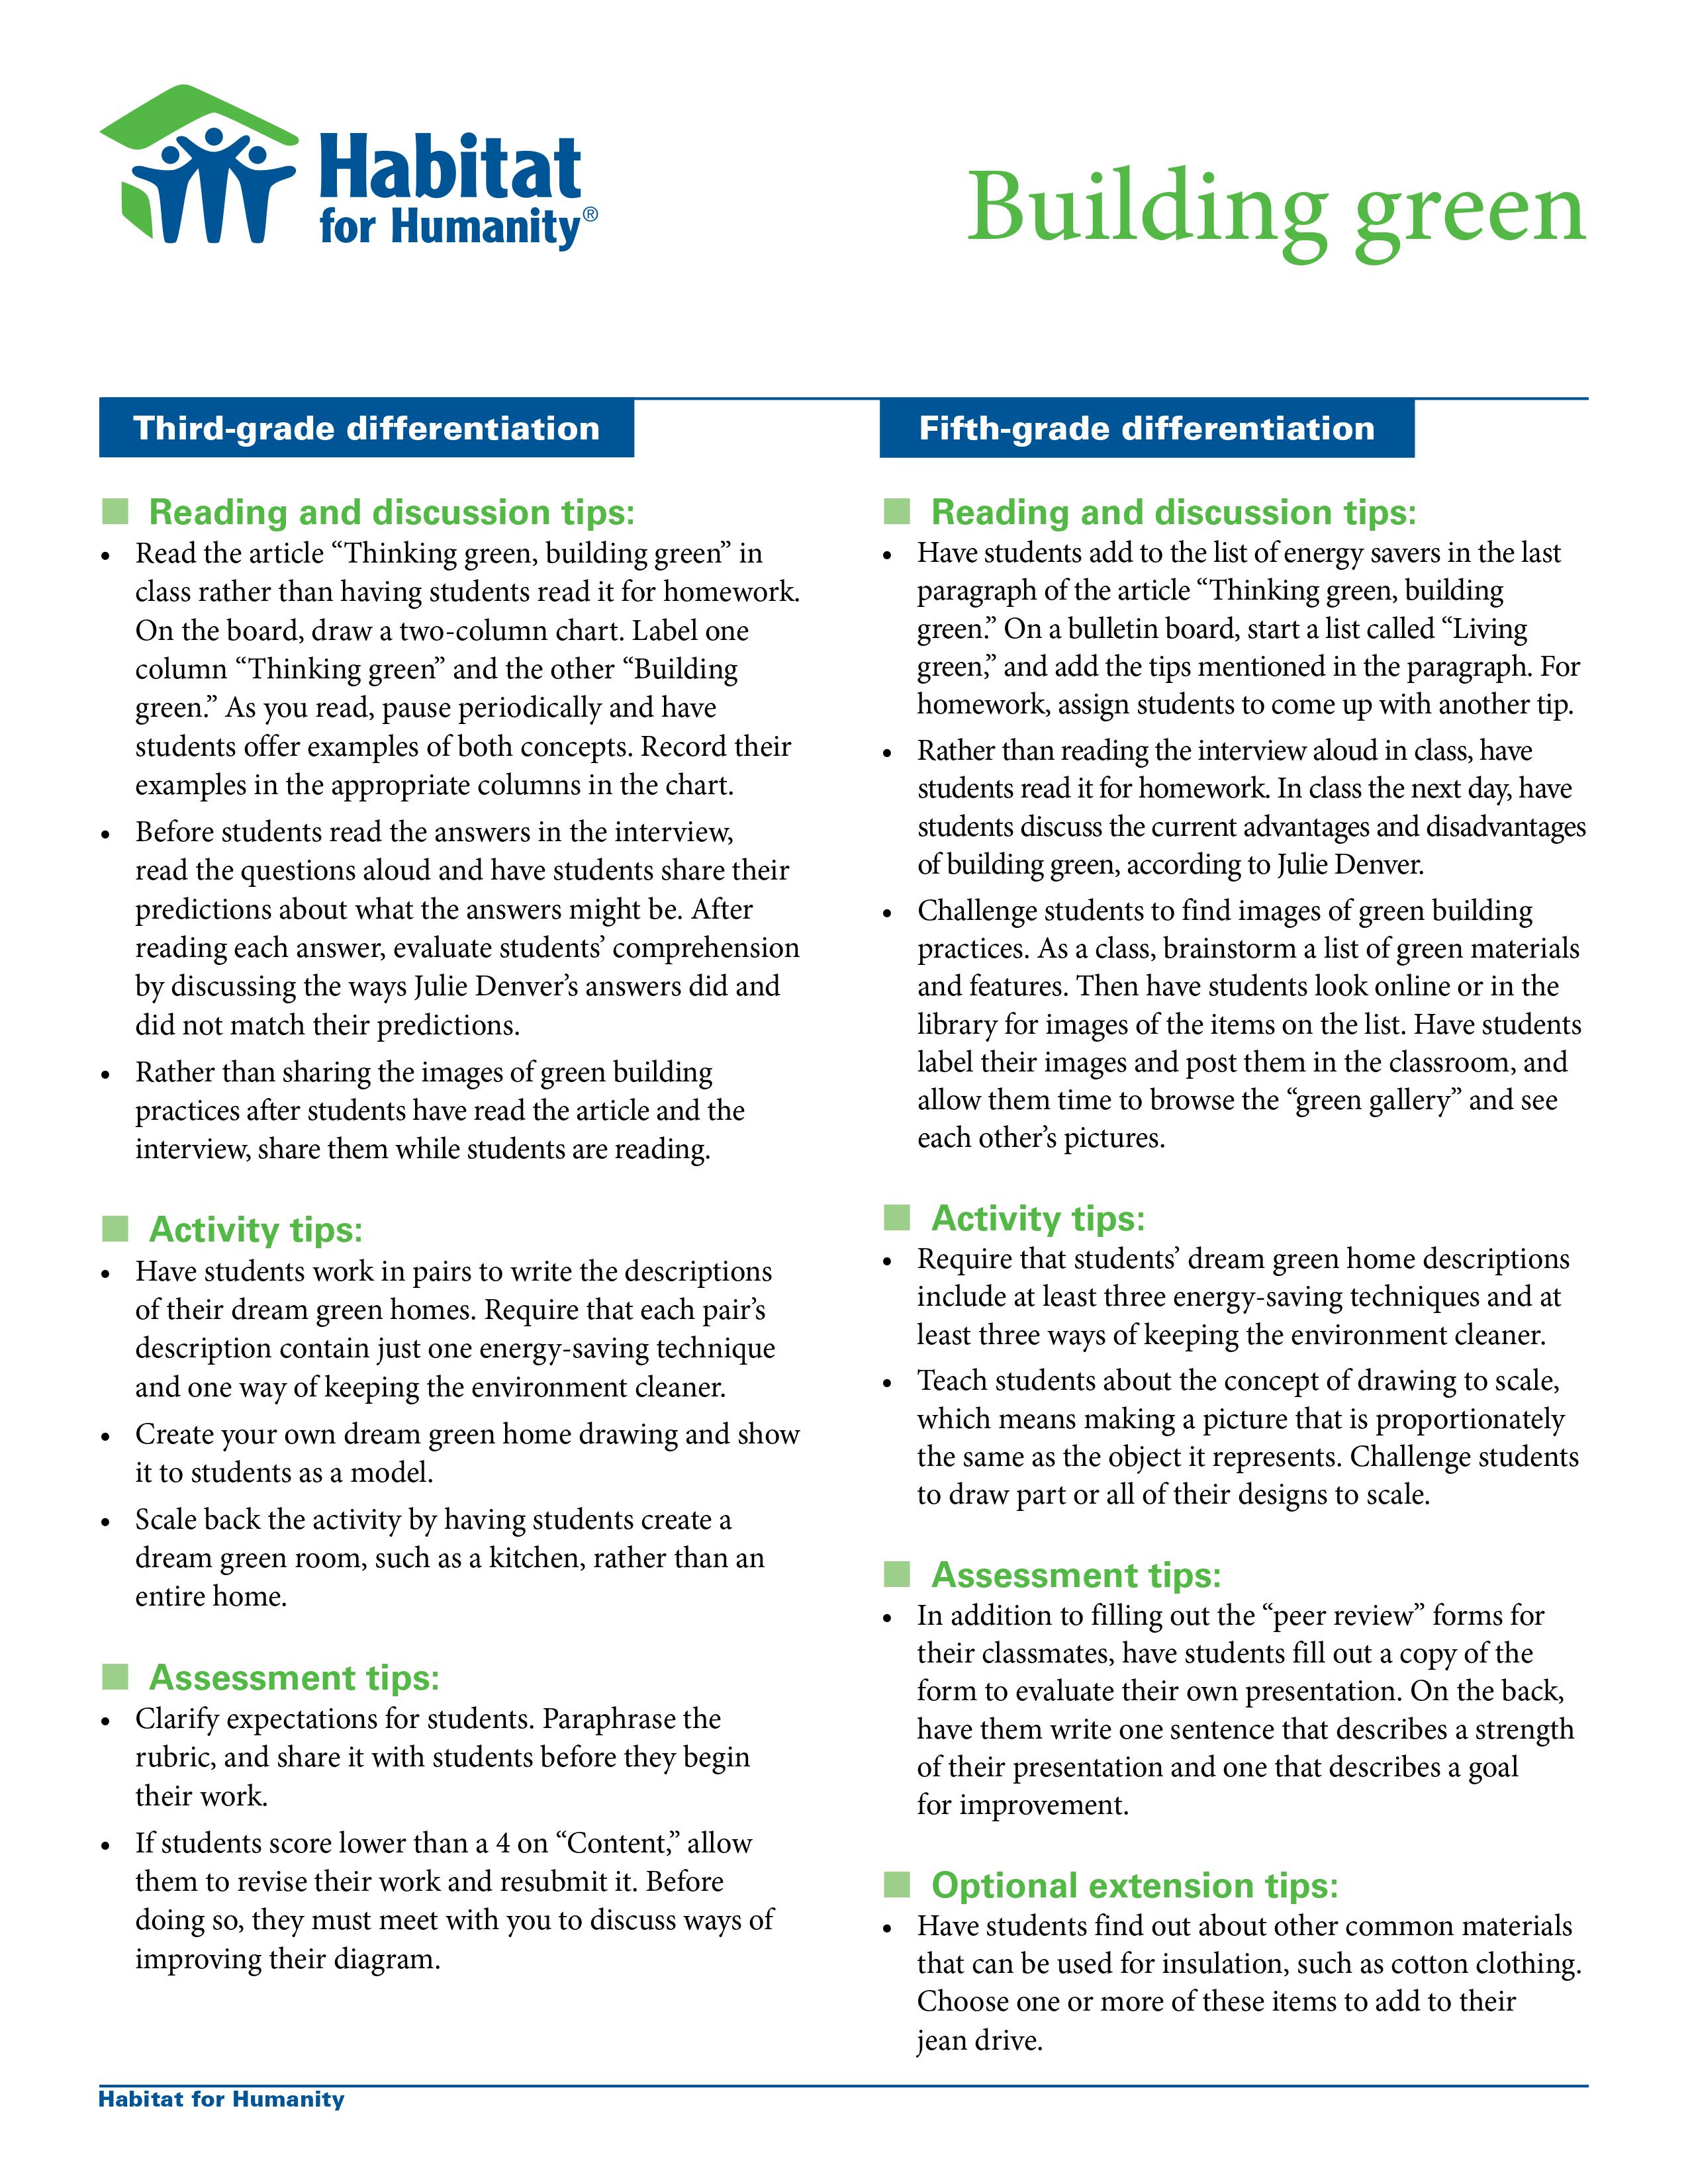 Habitat
for Humanity®
Building green
Third-grade differentiation
■ Reading and discussion tips:
• Read the article “Thinking green, building green” in
class rather than having students read it for homework.
On the board, draw a two-column chart. Label one
column “Thinking green” and the other “Building
green.” As you read, pause periodically and have
students offer examples of both concepts. Record their
examples in the appropriate columns in the chart.
• Before students read the answers in the interview,
read the questions aloud and have students share their
predictions about what the answers might be. After
reading each answer, evaluate students’ comprehension
by discussing the ways Julie Denver’s answers did and
did not match their predictions.
• Rather than sharing the images of green building
practices after students have read the article and the
interview, share them while students are reading.
■ Activity tips:
• Have students work in pairs to write the descriptions
of their dream green homes. Require that each pair’s
description contain just one energy-saving technique
and one way of keeping the environment cleaner.
• Create your own dream green home drawing and show
it to students as a model.
• Scale back the activity by having students create a
dream green room, such as a kitchen, rather than an
entire home.
■ Assessment tips:
• Clarify expectations for students. Paraphrase the
rubric, and share it with students before they begin
their work.
• If students score lower than a 4 on “Content,” allow
them to revise their work and resubmit it. Before
doing so, they must meet with you to discuss ways of
improving their diagram.
Fifth-grade differentiation
■ Reading and discussion tips:
• Have students add to the list of energy savers in the last
paragraph of the article “Thinking green, building
green.” On a bulletin board, start a list called “Living
green,” and add the tips mentioned in the paragraph. For
homework, assign students to come up with another tip.
• Rather than reading the interview aloud in class, have
students read it for homework. In class the next day, have
students discuss the current advantages and disadvantages
of building green, according to Julie Denver.
• Challenge students to find images of green building
practices. As a class, brainstorm a list of green materials
and features. Then have students look online or in the
library for images of the items on the list. Have students
label their images and post them in the classroom, and
allow them time to browse the “green gallery” and see
each other’s pictures.
■ Activity tips:
• Require that students’ dream green home descriptions
include at least three energy-saving techniques and at
least three ways of keeping the environment cleaner.
• Teach students about the concept of drawing to scale,
which means making a picture that is proportionately
the same as the object it represents. Challenge students
to draw part or all of their designs to scale.
■ Assessment tips:
• In addition to filling out the “peer review” forms for
their classmates, have students fill out a copy of the
form to evaluate their own presentation. On the back,
have them write one sentence that describes a strength
of their presentation and one that describes a goal
for improvement.
■ Optional extension tips:
• Have students find out about other common materials
that can be used for insulation, such as cotton clothing.
Choose one or more of these items to add to their
jean drive.
Habitat for Humanity